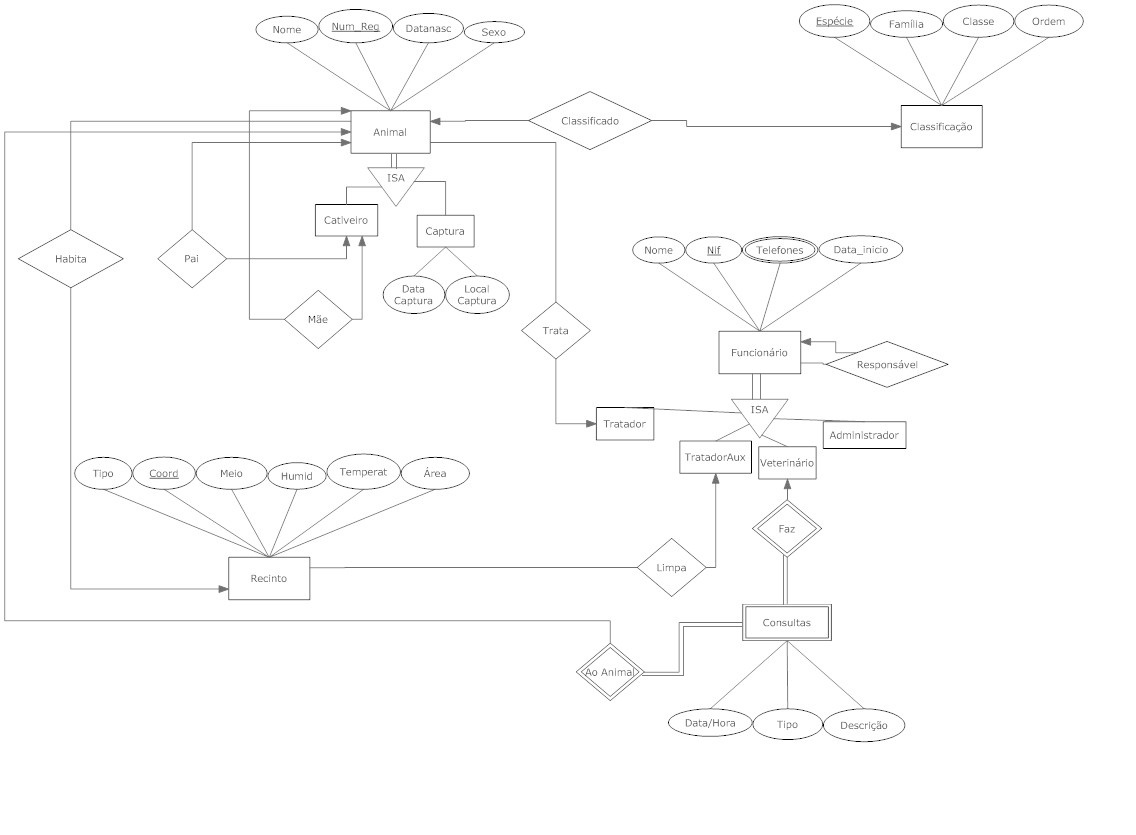 Nome
Num_Reg
Datanasc
Sexo
Espécie
Família
Classe
Ordem
Animal
Classificado
Classificação
ISA
Cativeiro
Captura
Habita
Pai
Data
Captura
Local
Captura
Mãe
Nome
Nif
Telefones
Data_inicio
Trata
Funcionário
Responsável
ISA
Tratador
Administrador
TratadorAux
Veterinário
Tipo
Coord
Meio
Humid
Temperat
Área
Faz
Recinto
Limpa
Consultas
Ao Animal
Data/Hora
Tipo
Descrição